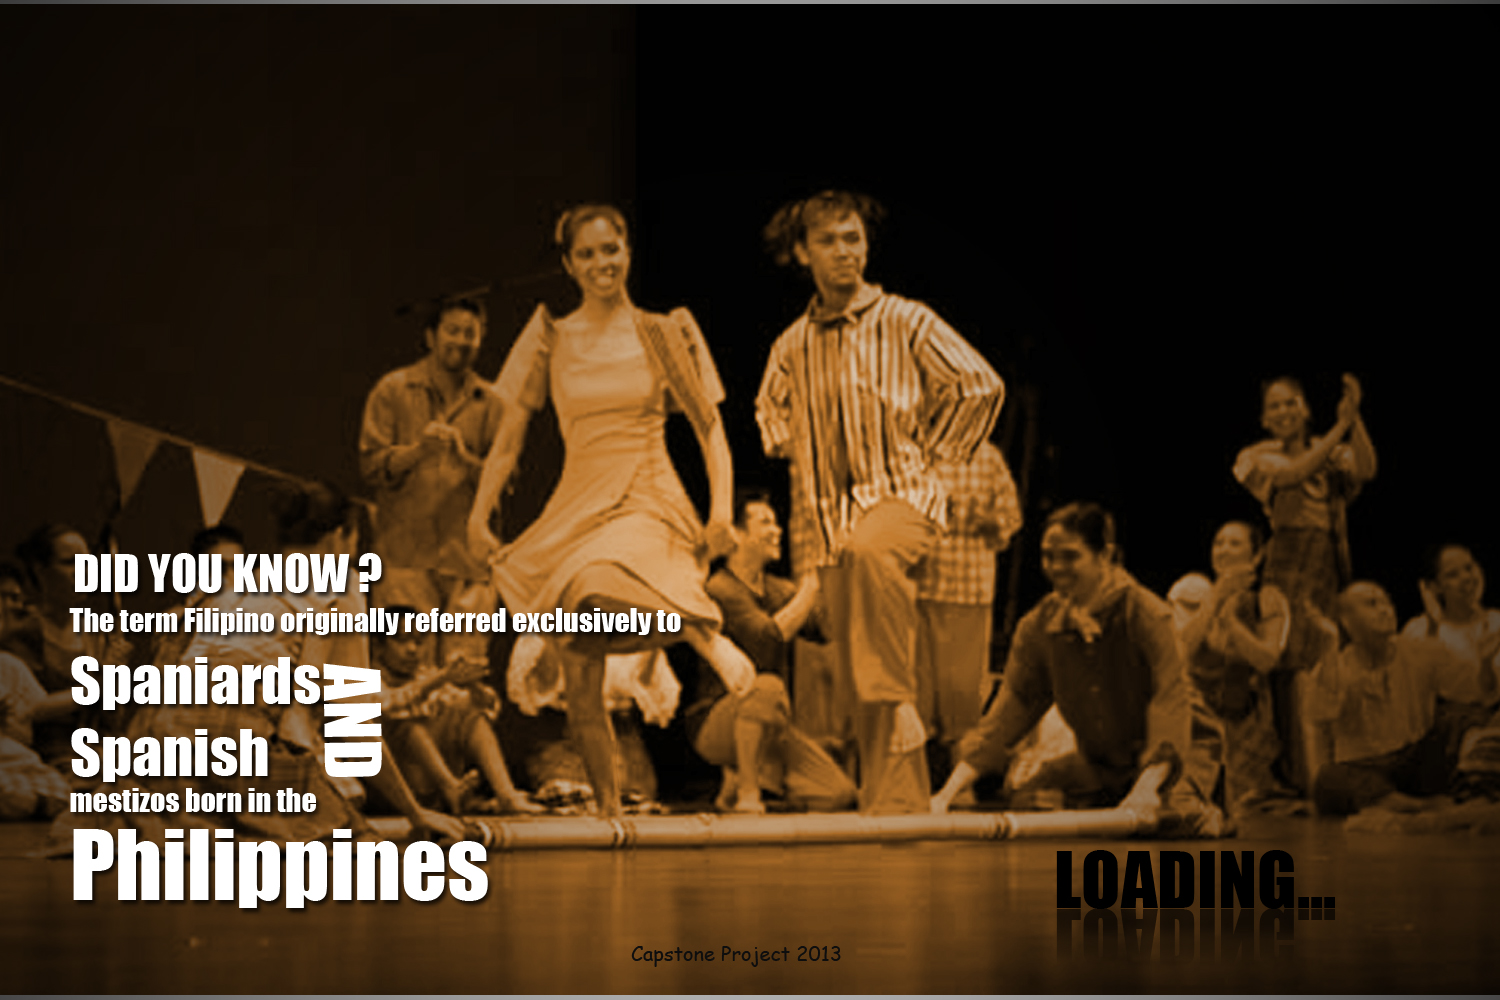 DID YOU KNOW ?
The term Filipino originally referred exclusively to
Spaniards AND
Spanish
mestizos born in the
Philippines
LOADING...
Capstone Project 2013